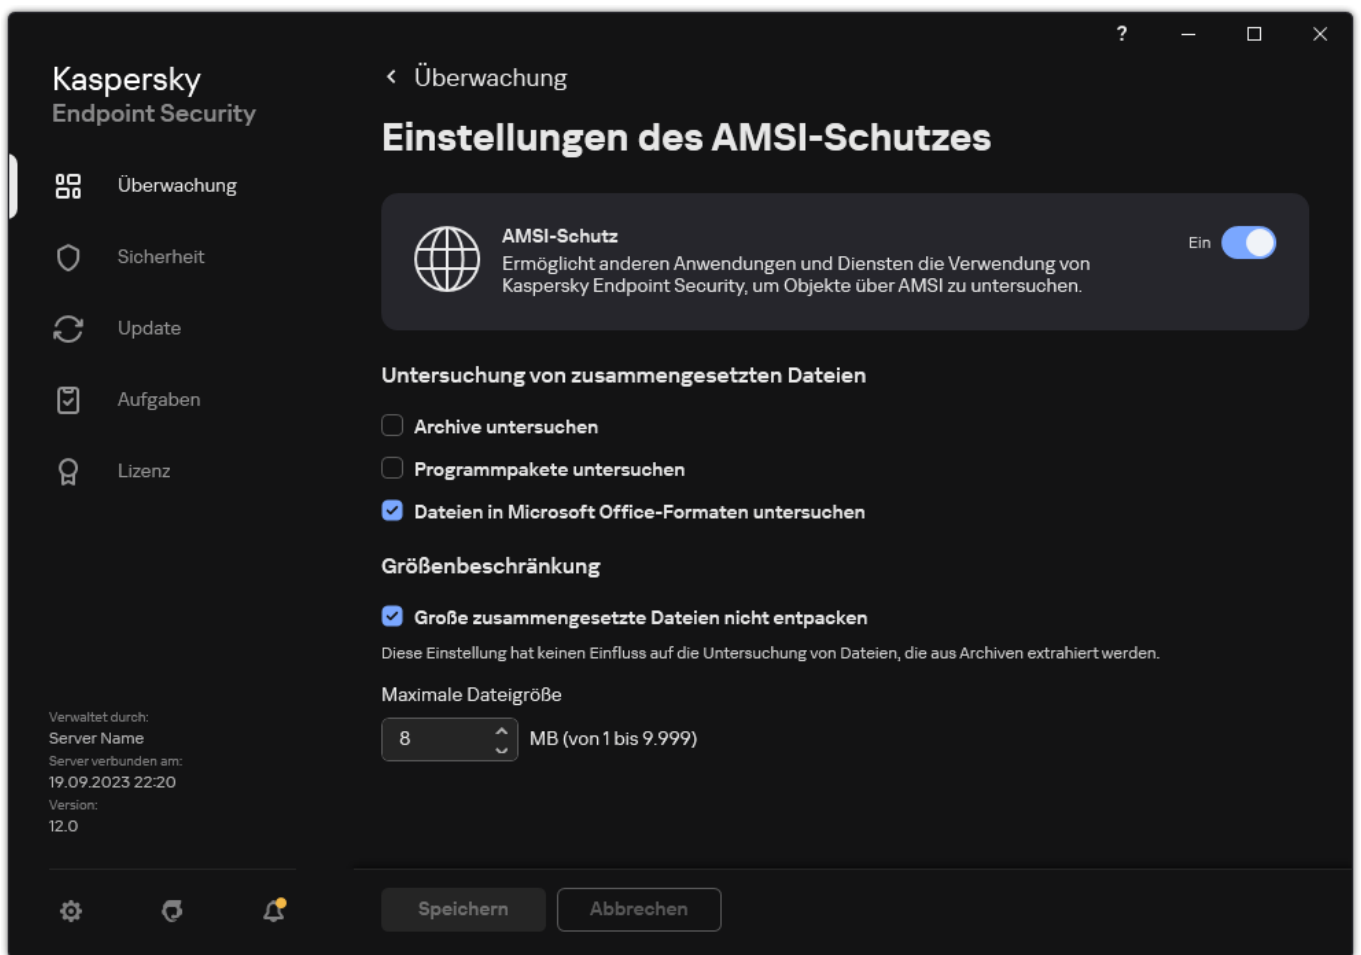 ?
Kaspersky
Endpoint Security
Überwachung
Sicherheit
Update
Aufgaben
Lizenz
Verwaltet durch:
Server Name
Server verbunden am:
19.09.2023 22:20
Version:
12.0
Überwachung
Einstellungen des AMSI-Schutzes
AMSI-Schutz
Ermöglicht anderen Anwendungen und Diensten die Verwendung von
Kaspersky Endpoint Security, um Objekte über AMSI zu untersuchen.
Ein
Untersuchung von zusammengesetzten Dateien
Archive untersuchen
Programmpakete untersuchen
Dateien in Microsoft Office-Formaten untersuchen
Größenbeschränkung
Große zusammengesetzte Dateien nicht entpacken
Diese Einstellung hat keinen Einfluss auf die Untersuchung von Dateien, die aus Archiven extrahiert werden.
Maximale Dateigröße
8 MB (von 1 bis 9.999)
Speichern Abbrechen